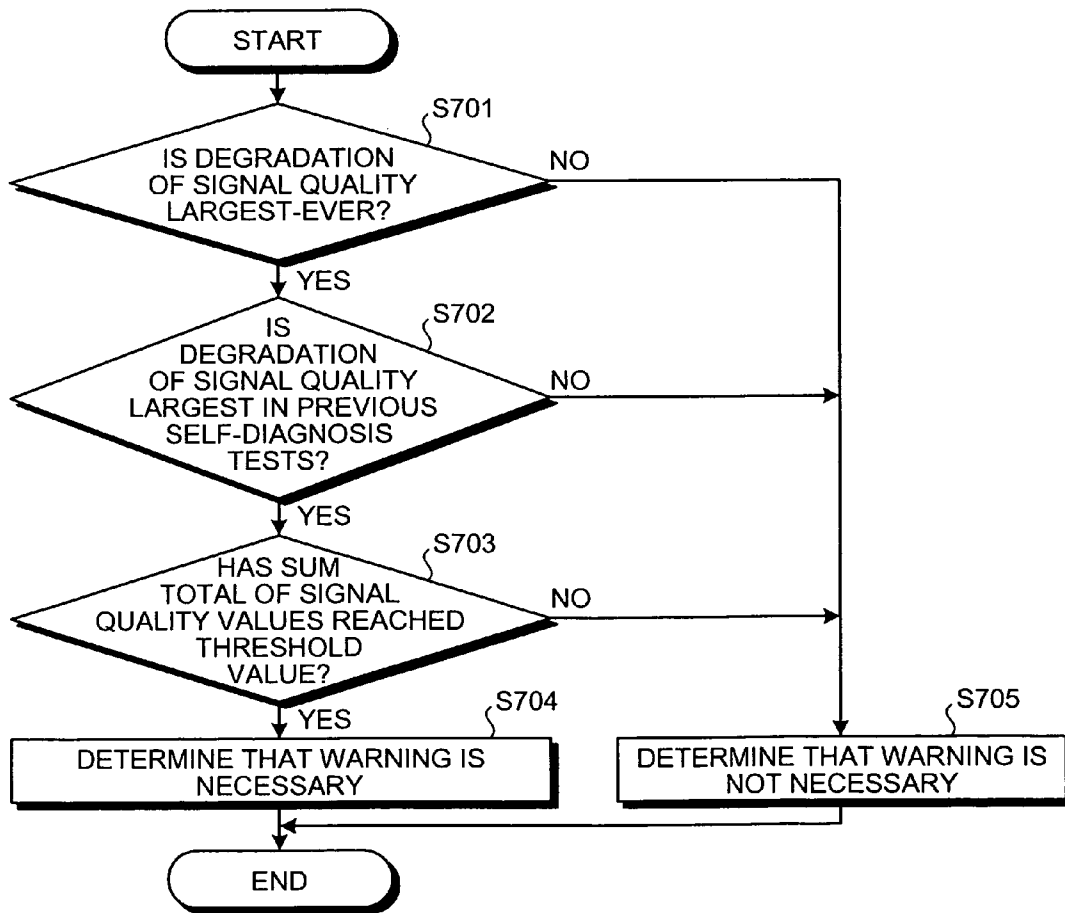 START
S701
IS DEGRADATION
OF SIGNAL QUALITY
LARGEST-EVER?
NO
YES
S702
IS
DEGRADATION
OF SIGNAL QUALITY
LARGEST IN PREVIOUS
SELF-DIAGNOSIS
TESTS?
NO
YES
S703
HAS SUM
TOTAL OF SIGNAL
QUALITY VALUES REACHED
THRESHOLD
VALUE?
NO
YES
S704
DETERMINE THAT WARNING IS
NECESSARY
S705
DETERMINE THAT WARNING IS
NOT NECESSARY
END